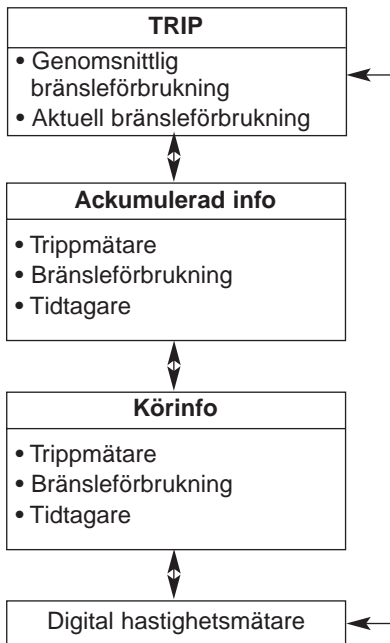 TRIP
• Genomsnittlig
bränsleförbrukning
• Aktuell bränsleförbrukning
Ackumulerad info
• Trippmätare
• Bränsleförbrukning
• Tidtagare
Körinfo
• Trippmätare
• Bränsleförbrukning
• Tidtagare
Digital hastighetsmätare